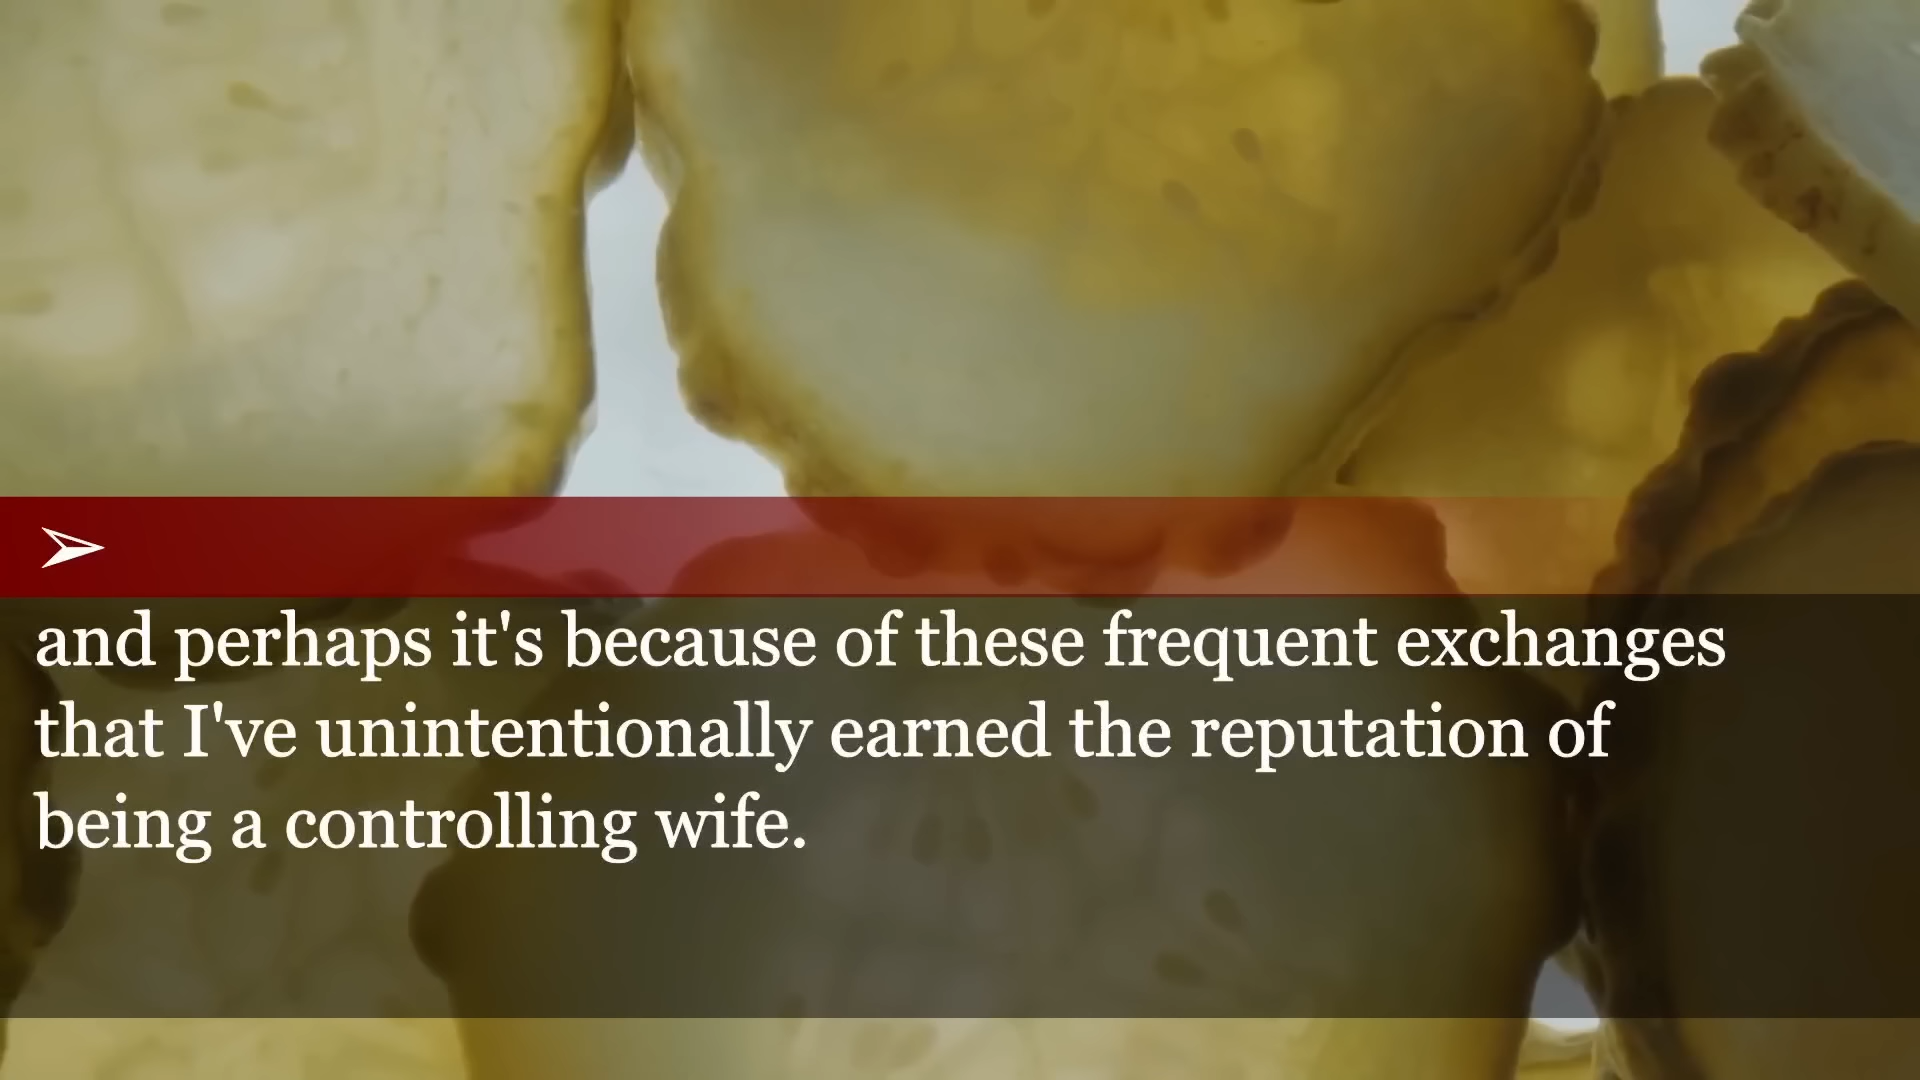 and perhaps it's because of these frequent exchanges
that I've unintentionally earned the reputation of
being a controlling wife.